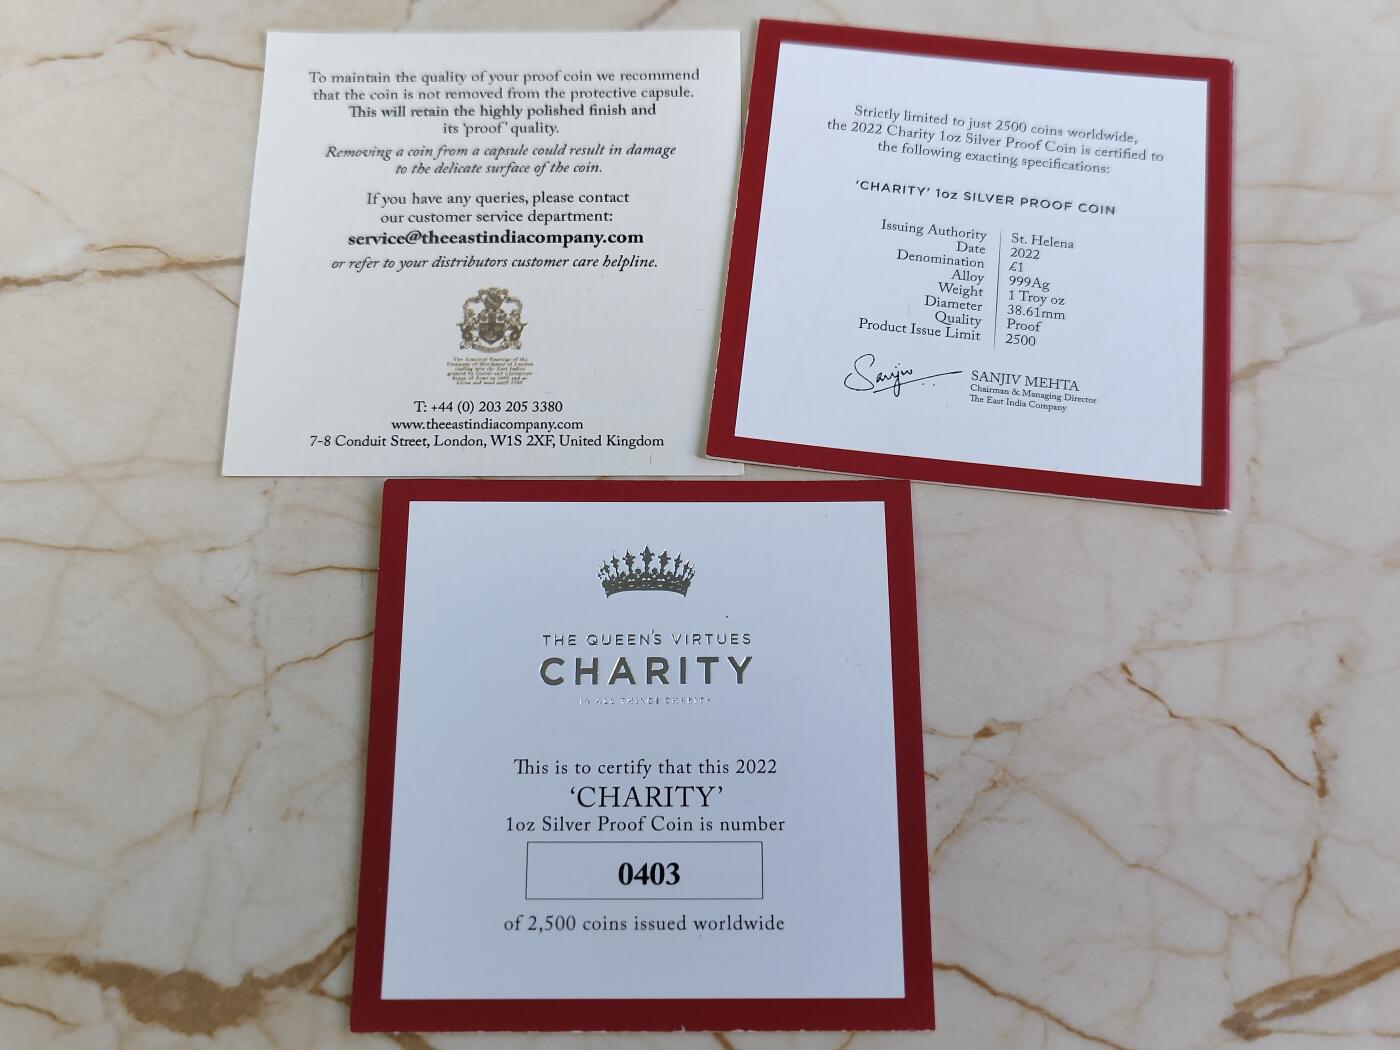 To maintain the quality of your proof coin we recommend
that the coin is not removed from the protective capsule.
This will retain the highly polished finish and
its 'proof' quality.
Removing a coin from a capsule could result in damage
to the delicate surface of the coin.
If you have any queries, please contact
our customer service department:
service@theeastindiacompany.com
or refer to your distributors customer care helpline.
T: +44 (0) 203 205 3380
www.theeastindiacompany.com
7-8 Conduit Street, London, W1S 2XF, United Kingdom
Strictly limited to just 2500 coins worldwide,
the 2022 Charity 1oz Silver Proof Coin is certified to
the following exacting specifications:
'CHARITY' 1oz SILVER PROOF COIN
Issuing Authority St. Helena
Date 2022
Denomination £1
Alloy 999Ag
Weight 1 Troy oz
Diameter 38.61mm
Quality Proof
Product Issue Limit 2500
Sanjiv
SANJIV MEHTA
Chairman & Managing Director
The East India Company
THE QUEEN'S VIRTUES
CHARITY
IN ALL THINGS CHARITY
This is to certify that this 2022
'CHARITY'
1oz Silver Proof Coin is number
0403
of 2,500 coins issued worldwide